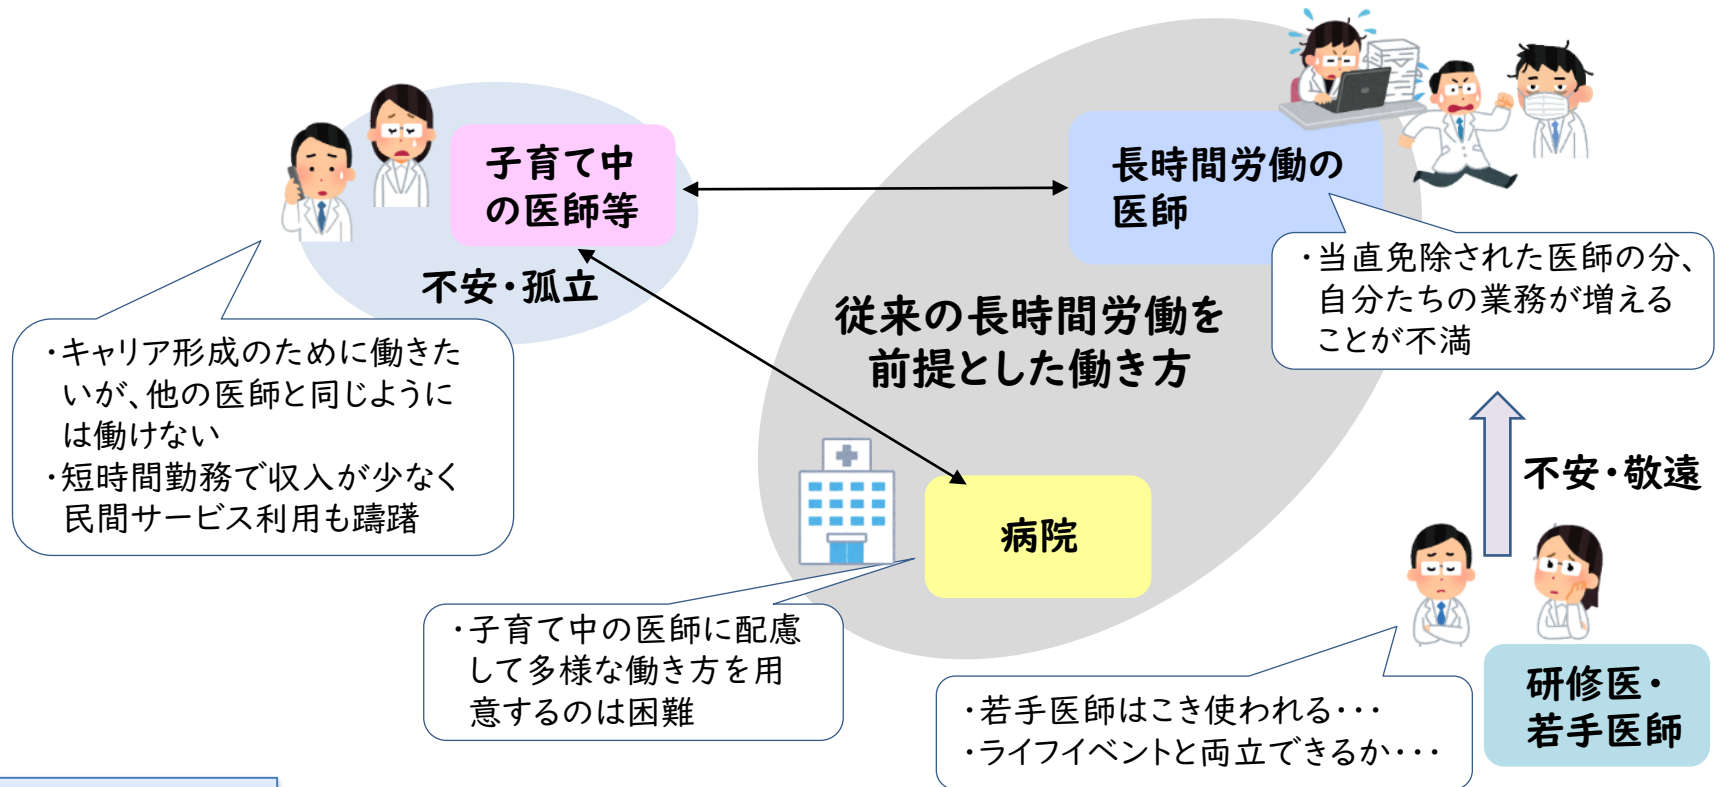 子育て中
の医師等
不安・孤立
・キャリア形成のために働きた
いが、他の医師と同じように
は働けない
・短時間勤務で収入が少なく
民間サービス利用も躊躇
長時間労働の
医師
・当直免除された医師の分、
自分たちの業務が増える
ことが不満
従来の長時間労働を
前提とした働き方
病院
・子育て中の医師に配慮
して多様な働き方を用
意するのは困難
不安・敬遠
・若手医師はこき使われる・・・
・ライフイベントと両立できるか・・・
研修医・
若手医師